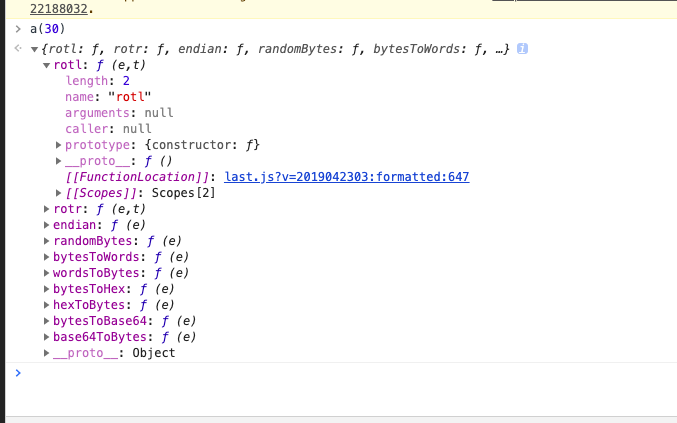 22188032.
> a(30)
{rotl: ƒ, rotr: ƒ, endian: ƒ, randomBytes: ƒ, bytesToWords: ƒ, …} i
rotl: ƒ (e,t)
length: 2
name: "rotl"
arguments: null
caller: null
prototype: {constructor: ƒ}
__proto__: ƒ ()
[[FunctionLocation]]: last.js?v=2019042303:formatted:647
[[Scopes]]: Scopes[2]
rotr: ƒ (e,t)
endian: ƒ (e)
randomBytes: ƒ (e)
bytesToWords: ƒ (e)
wordsToBytes: ƒ (e)
bytesToHex: ƒ (e)
hexToBytes: ƒ (e)
bytesToBase64: ƒ (e)
base64ToBytes: ƒ (e)
__proto__: Object
>